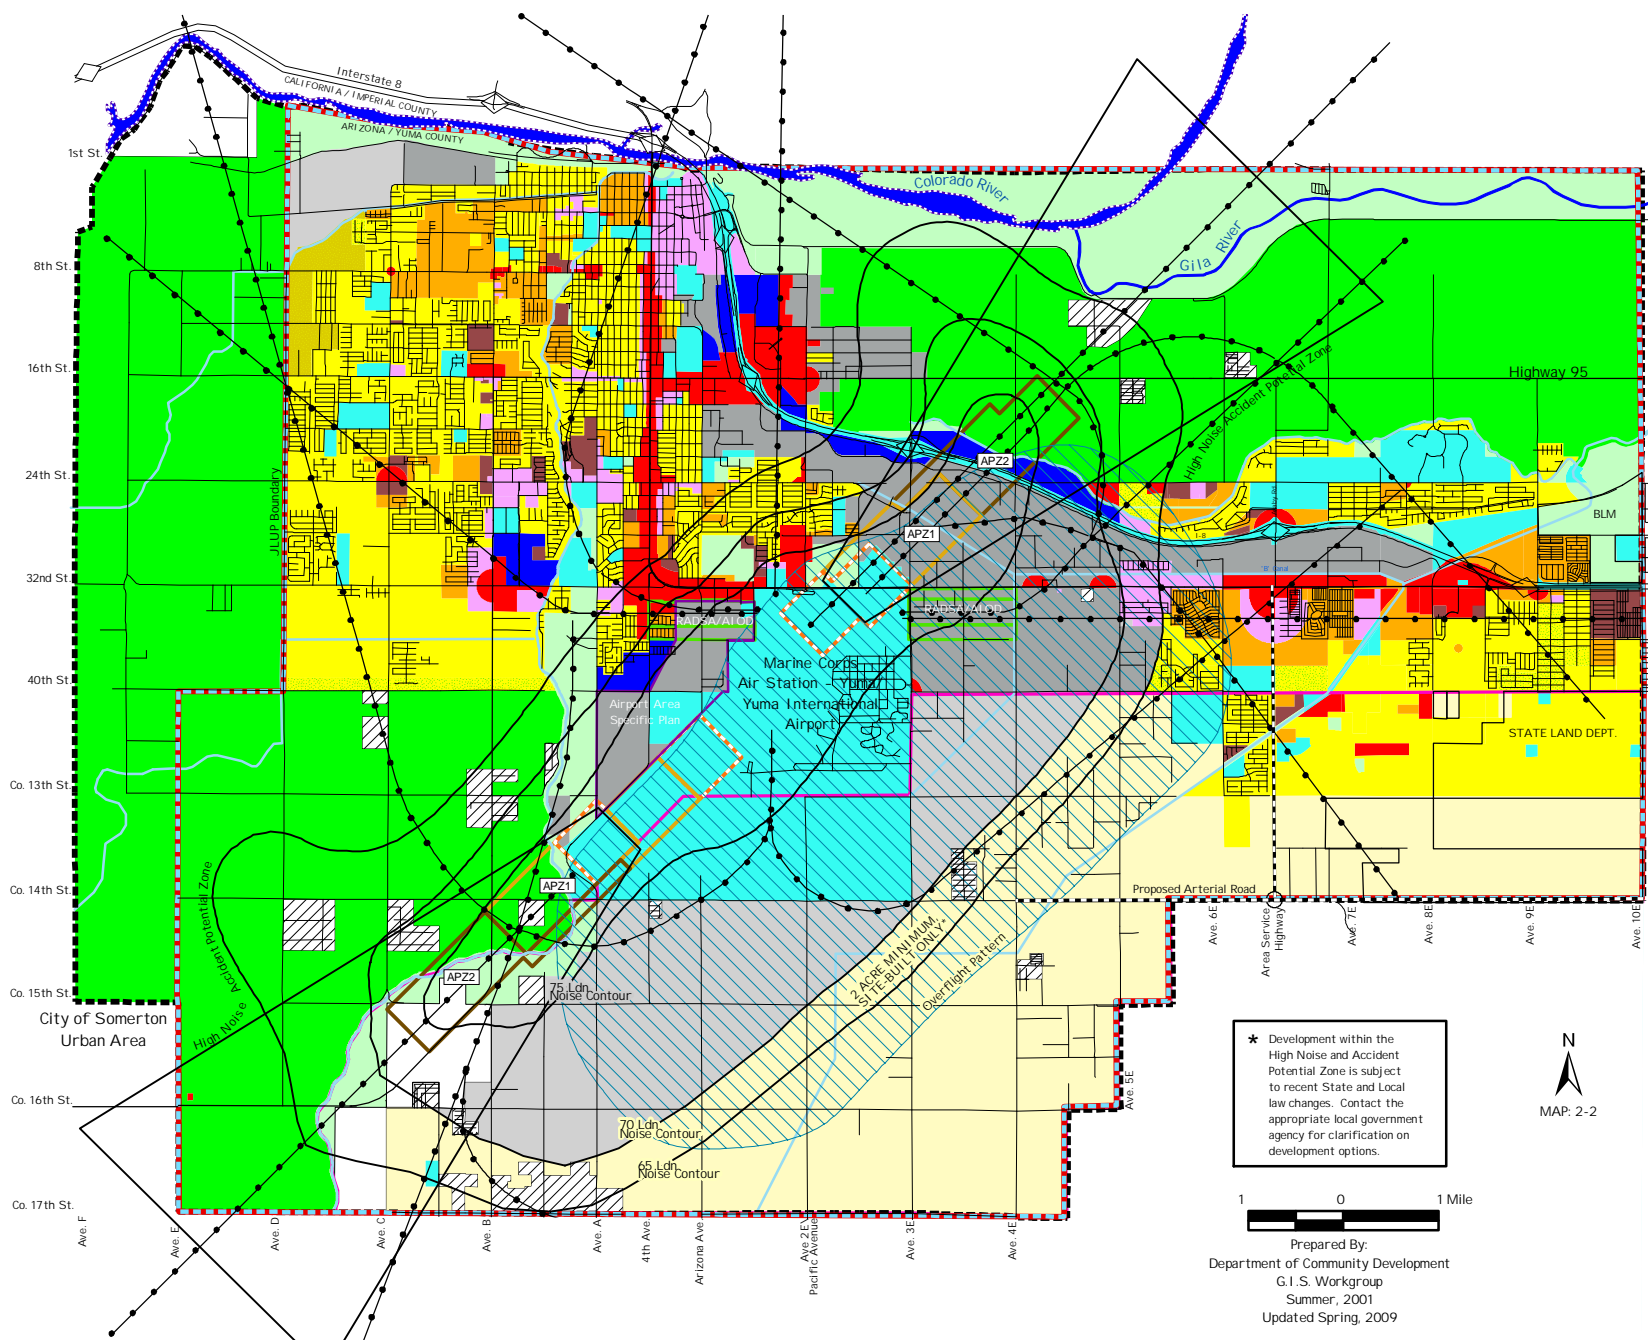 Interstate 8
CALIFORNIA / IMPERIAL COUNTY
ARIZONA / YUMA COUNTY
1st St.
Colorado River
Gila River
8th St.
16th St.
Highway 95
High Noise Accident Potetial Zone
24th St.
JLUP Boundary
APZ2
BLM
APZ1
I-8
"B" canal
32nd St.
RADSA/AIOD
RADSA/AIOD
Marine Corps
Air Station - Yuma/
Yuma International
Airport
40th St.
Airport Area
Specific Plan
STATE LAND DEPT.
Co. 13th St.
Accident Potential Zone
High Noise
Co. 14th St.
APZ1
Proposed Arterial Road
Ave. 6E
Area Service
Highway
Ave. 7E
Ave. 8E
Ave. 9E
Ave. 10E
2 ACRE MINIMUM,
SITE-BUILT ONLY*
Overflight Pattern
APZ2
75 Ldn
Noise Contour
Co. 15th St.
City of Somerton
Urban Area
* Development within the
High Noise and Accident
Potential Zone is subject
to recent State and Local
law changes. Contact the
appropriate local government
agency for clarification on
development options.
N
MAP: 2-2
Ave. 5E
Co. 16th St.
70 Ldn
Noise Contour
65 Ldn
Noise Contour
Co. 17th St.
Ave. F
Ave. E
Ave. D
Ave. C
Ave. B
Ave. A
4th Ave.
Arizona Ave.
Ave 2E\
Pacific Avenue
Ave. 3E
Ave. 4E
1 0 1 Mile
Prepared By:
Department of Community Development
G.I.S. Workgroup
Summer, 2001
Updated Spring, 2009